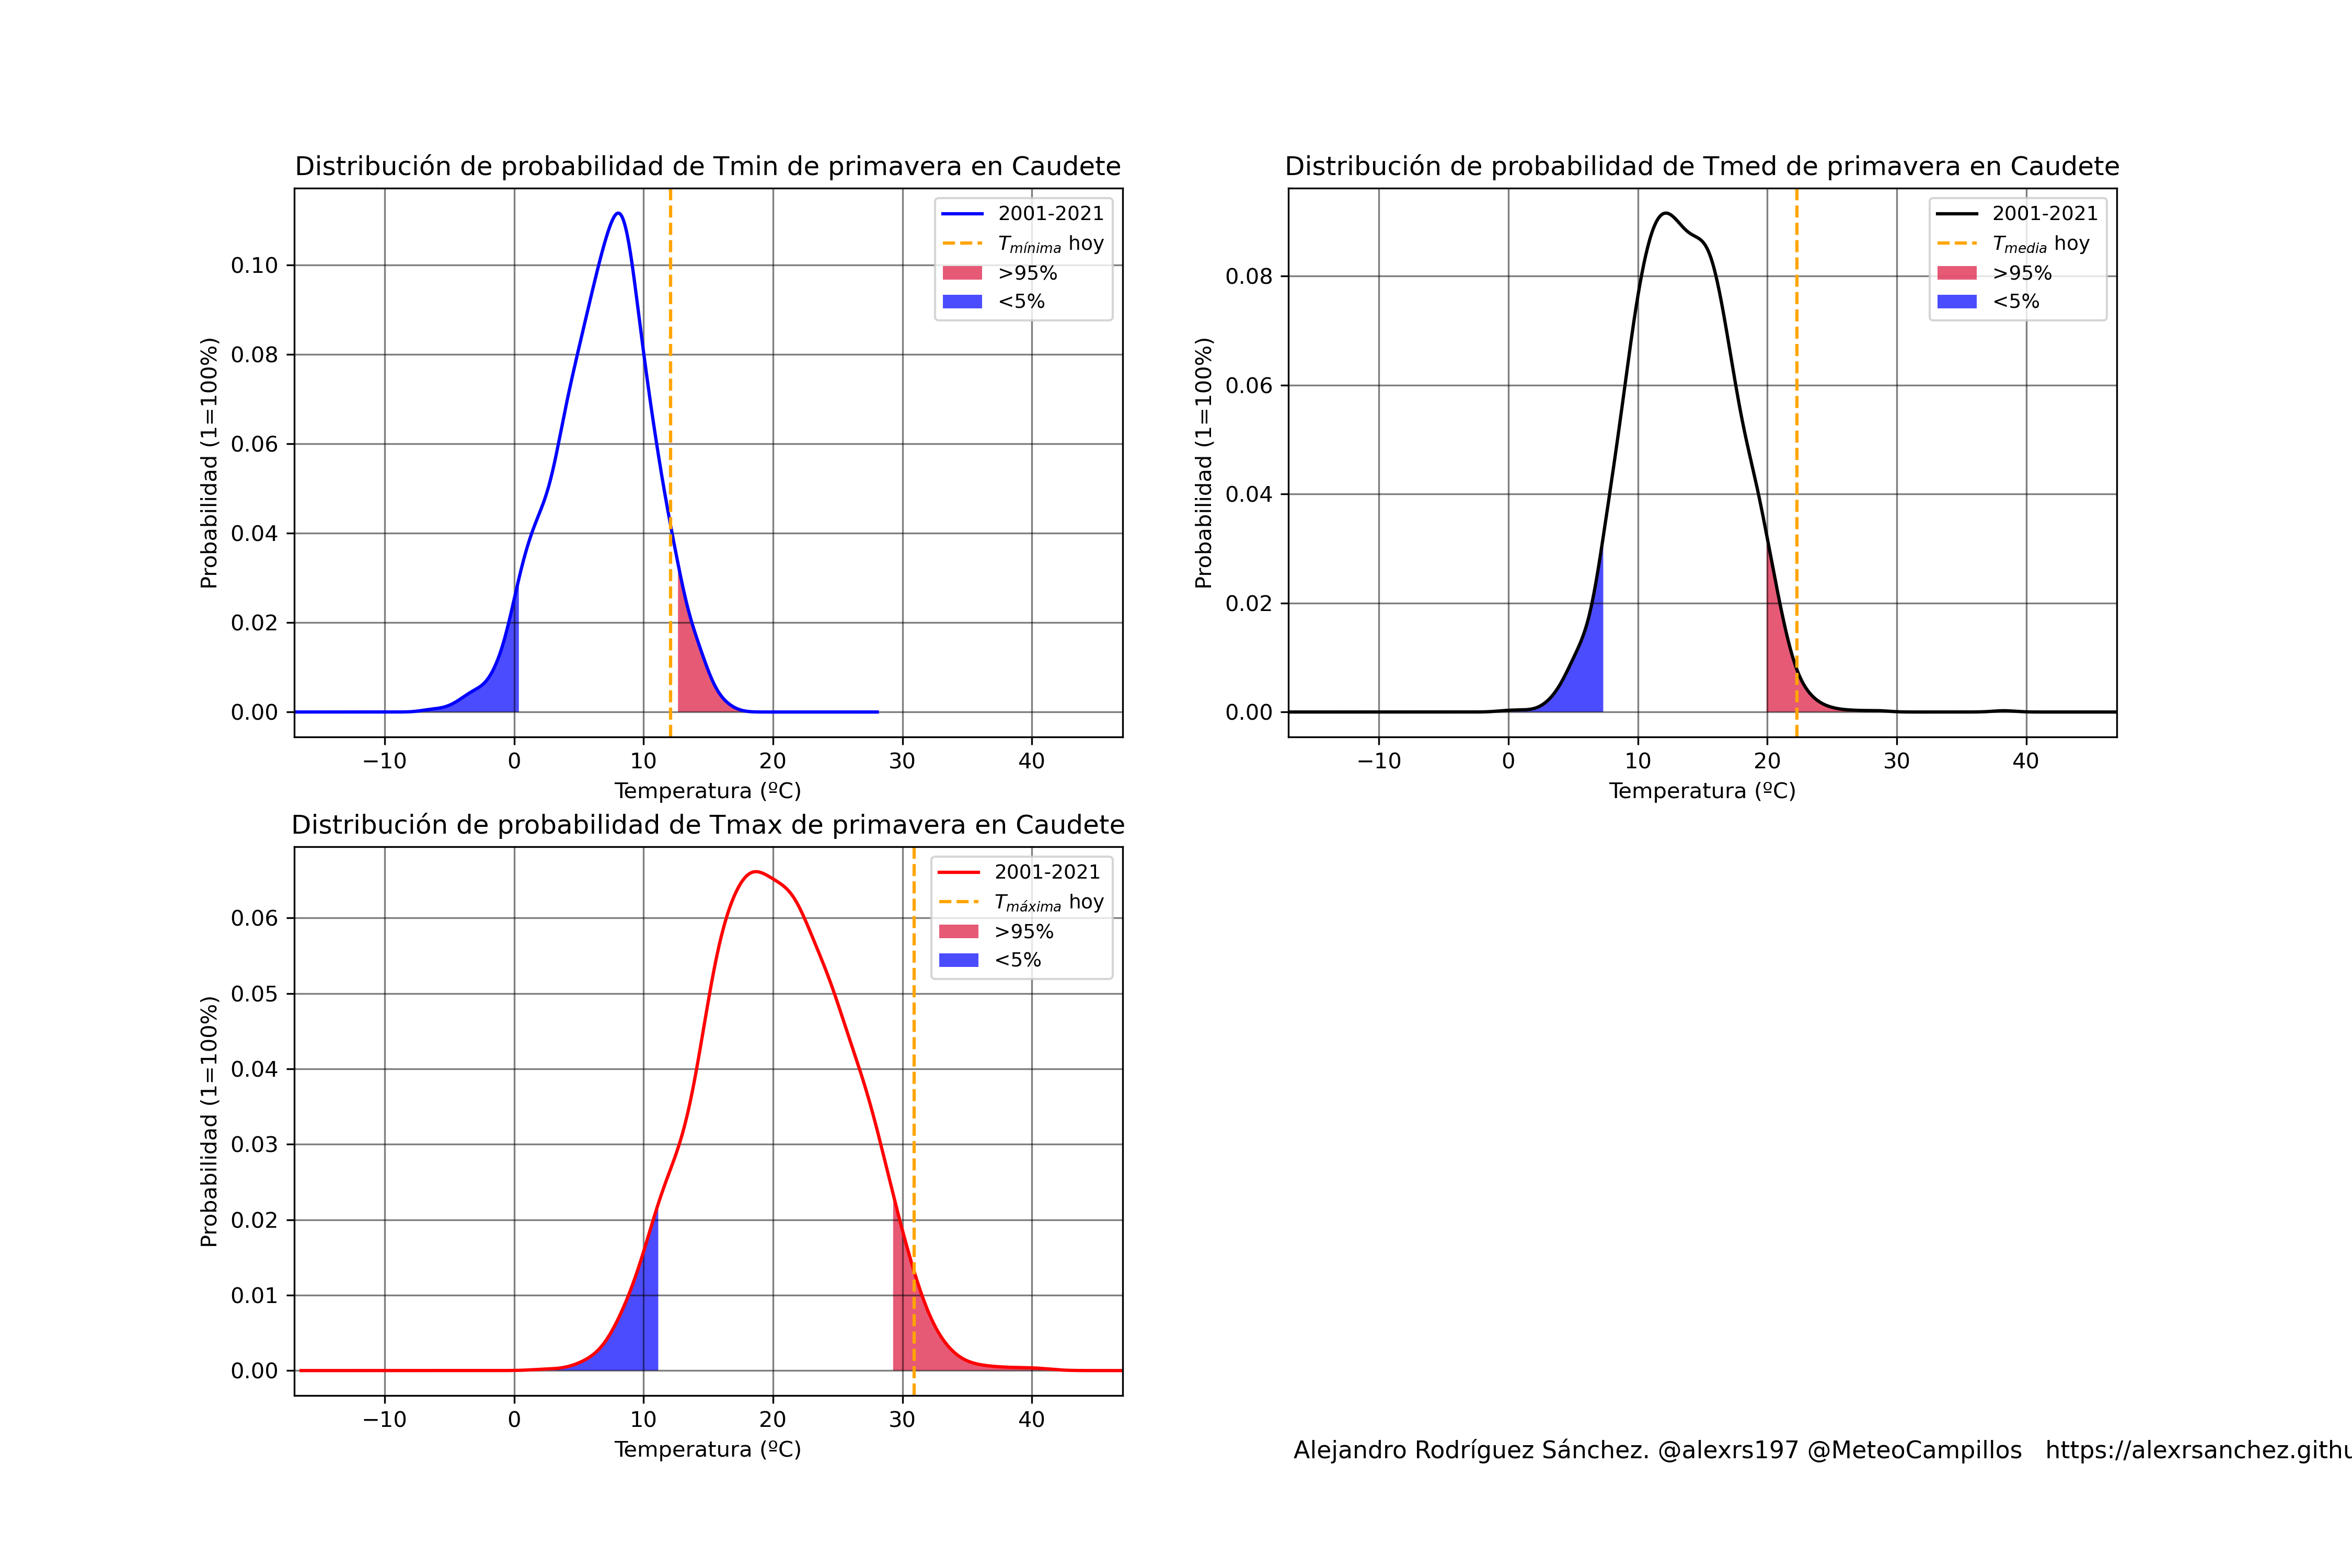 Distribución de probabilidad de Tmin de primavera en Caudete
Probabilidad (1=100%)
0.10
0.08
0.06
0.04
0.02
0.00
−10 0 10 20 30 40
Temperatura (ºC)
2001-2021
Tmínima hoy
>95%
<5%
Distribución de probabilidad de Tmed de primavera en Caudete
Probabilidad (1=100%)
0.08
0.06
0.04
0.02
0.00
−10 0 10 20 30 40
Temperatura (ºC)
2001-2021
Tmedia hoy
>95%
<5%
Distribución de probabilidad de Tmax de primavera en Caudete
Probabilidad (1=100%)
0.06
0.05
0.04
0.03
0.02
0.01
0.00
−10 0 10 20 30 40
Temperatura (ºC)
2001-2021
Tmáxima hoy
>95%
<5%
Alejandro Rodríguez Sánchez. @alexrs197 @MeteoCampillos https://alexrsanchez.githu